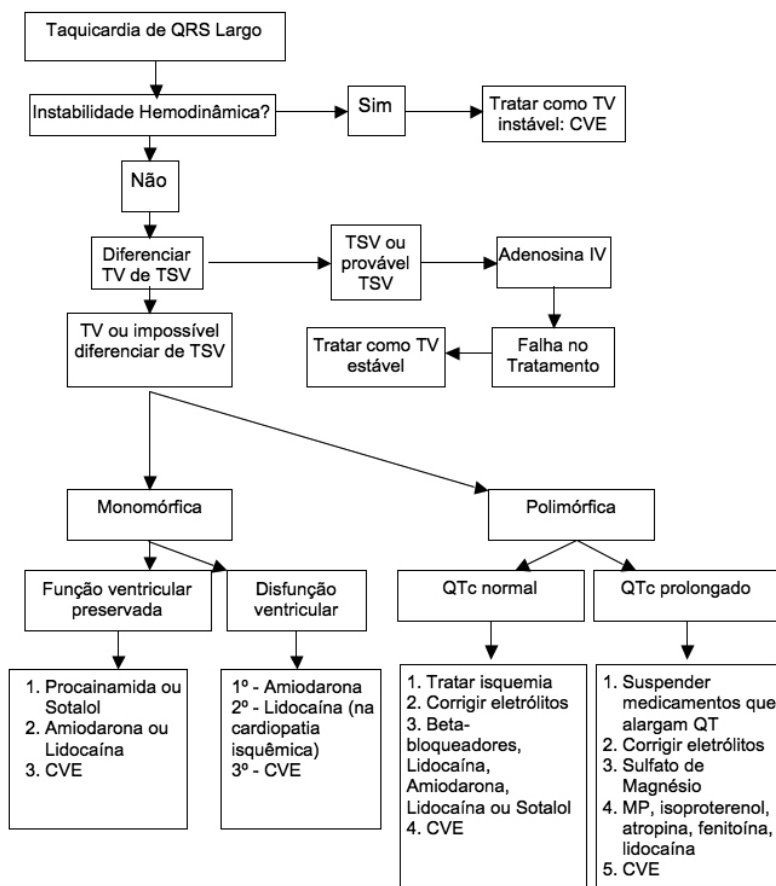 Taquicardia de QRS Largo
Instabilidade Hemodinâmica?
Sim
Tratar como TV
instável: CVE
Não
Diferenciar
TV de TSV
TSV ou
provável
TSV
Adenosina IV
TV ou impossível
diferenciar de TSV
Tratar como TV
estável
Falha no
Tratamento
Monomórfica
Polimórfica
Função ventricular
preservada
Disfunção
ventricular
QTc normal
QTc prolongado
1. Procainamida ou
Sotalol
2. Amiodarona ou
Lidocaína
3. CVE
1º - Amiodarona
2º - Lidocaína (na
cardiopatia
isquêmica)
3º - CVE
1. Tratar isquemia
2. Corrigir eletrólitos
3. Beta-
bloqueadores,
Lidocaína,
Amiodarona,
Lidocaína ou Sotalol
4. CVE
1. Suspender
medicamentos que
alargam QT
2. Corrigir eletrólitos
3. Sulfato de
Magnésio
4. MP, isoproterenol,
atropina, fenitoína,
lidocaína
5. CVE